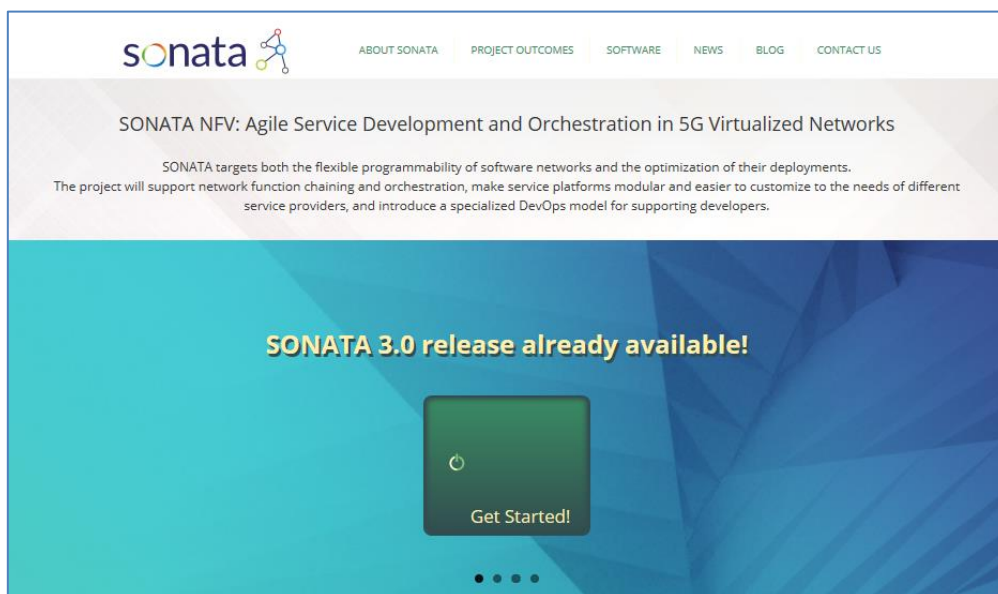 sonata
ABOUT SONATA PROJECT OUTCOMES SOFTWARE NEWS BLOG CONTACT US
SONATA NFV: Agile Service Development and Orchestration in 5G Virtualized Networks
SONATA targets both the flexible programmability of software networks and the optimization of their deployments.
The project will support network function chaining and orchestration, make service platforms modular and easier to customize to the needs of different
service providers, and introduce a specialized DevOps model for supporting developers.
SONATA 3.0 release already available!
Get Started!